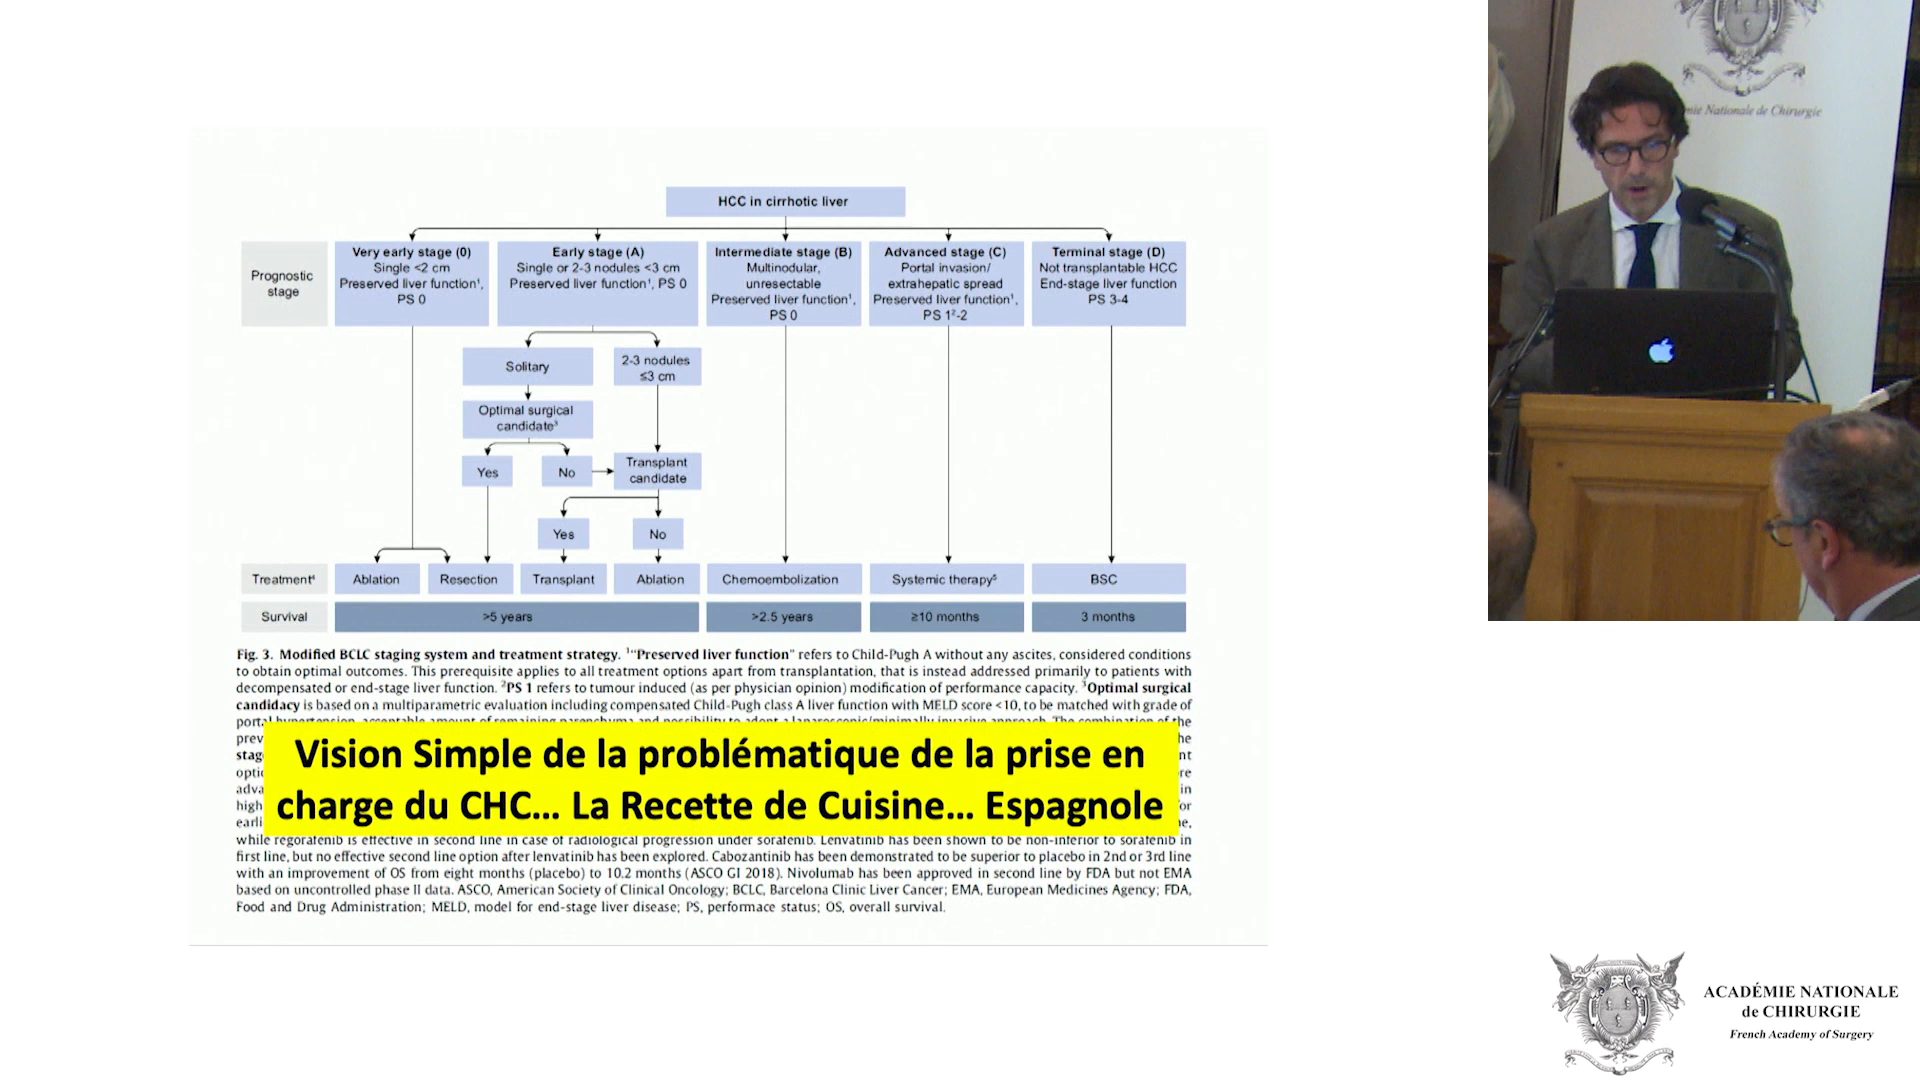 HCC in cirrhotic liver
Prognostic
stage
Very early stage (0)
Single <2 cm
Preserved liver function¹,
PS 0
Early stage (A)
Single or 2-3 nodules <3 cm
Preserved liver function¹, PS 0
Intermediate stage (B)
Multinodular,
unresectable
Preserved liver function¹,
PS 0
Advanced stage (C)
Portal invasion/
extrahepatic spread
Preserved liver function¹,
PS 1²-2
Terminal stage (D)
Not transplantable HCC
End-stage liver function
PS 3-4
Solitary
2-3 nodules
≤3 cm
Optimal surgical
candidate³
Yes
No
Transplant
candidate
Yes
No
Treatment⁴
Ablation
Resection
Transplant
Ablation
Chemoembolization
Systemic therapy⁵
BSC
Survival
>5 years
>2.5 years
≥10 months
3 months
Fig. 3. Modified BCLC staging system and treatment strategy. ¹"Preserved liver function" refers to Child-Pugh A without any ascites, considered conditions
to obtain optimal outcomes. This prerequisite applies to all treatment options apart from transplantation, that is instead addressed primarily to patients with
decompensated or end-stage liver function. ²PS 1 refers to tumour induced (as per physician opinion) modification of performance capacity. ³Optimal surgical
candidacy is based on a multiparametric evaluation including compensated Child-Pugh class A liver function with MELD score <10, to be matched with grade of
portal hypertension, acceptable amount of remaining parenchyma and possibility to adopt a laparoscopic/minimally invasive approach. The combination of the
Vision Simple de la problématique de la prise en
charge du CHC... La Recette de Cuisine... Espagnole
while regorafenib is effective in second line in case of radiological progression under sorafenib. Lenvatinib has been shown to be non-inferior to sorafenib in
first line, but no effective second line option after lenvatinib has been explored. Cabozantinib has been demonstrated to be superior to placebo in 2nd or 3rd line
with an improvement of OS from eight months (placebo) to 10.2 months (ASCO GI 2018). Nivolumab has been approved in second line by FDA but not EMA
based on uncontrolled phase II data. ASCO, American Society of Clinical Oncology; BCLC, Barcelona Clinic Liver Cancer; EMA, European Medicines Agency; FDA,
Food and Drug Administration; MELD, model for end-stage liver disease; PS, performace status; OS, overall survival.
Nationale de Chirurgie
ACADÉMIE NATIONALE
de CHIRURGIE
French Academy of Surgery